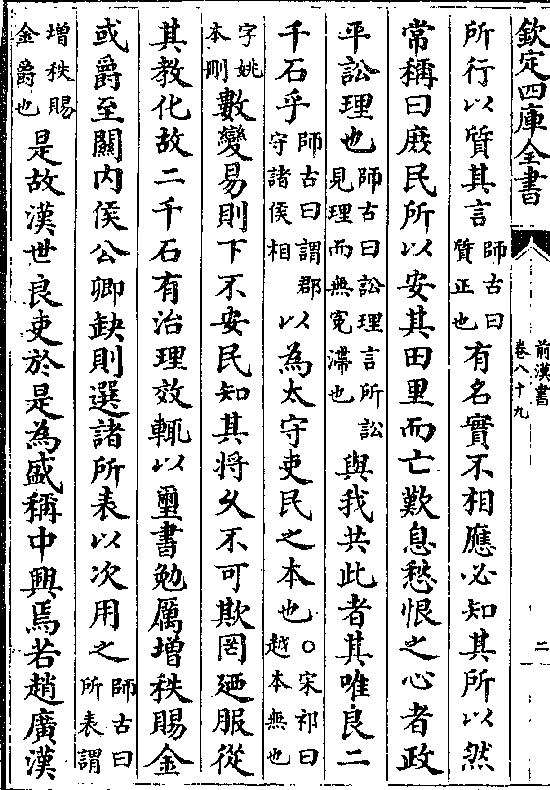 欽定四庫全書
前漢書
卷八十九
二
所行以質其言師古曰質正也有名實不相應必知其所以然
常稱曰庶民所以安其田里而亡歎息愁恨之心者政
平訟理也師古曰訟理言所訟見理而無寃滯也與我共此者其唯良二
千石乎師古曰謂郡守諸侯相以為太守吏民之本也○宋祁曰越本無也
字姚本刪數變易則下不安民知其将久不可欺罔廼服從
其教化故二千石有治理效輒以璽書勉厲增秩賜金
或爵至關内侯公卿缺則選諸所表以次用之師古曰所表謂
增秩賜金爵也是故漢世良吏於是為盛稱中興焉若趙廣漢